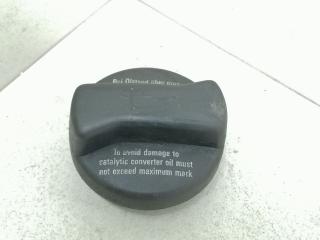 To avoid damage to
catalytic converter oil must
not exceed maximum mark